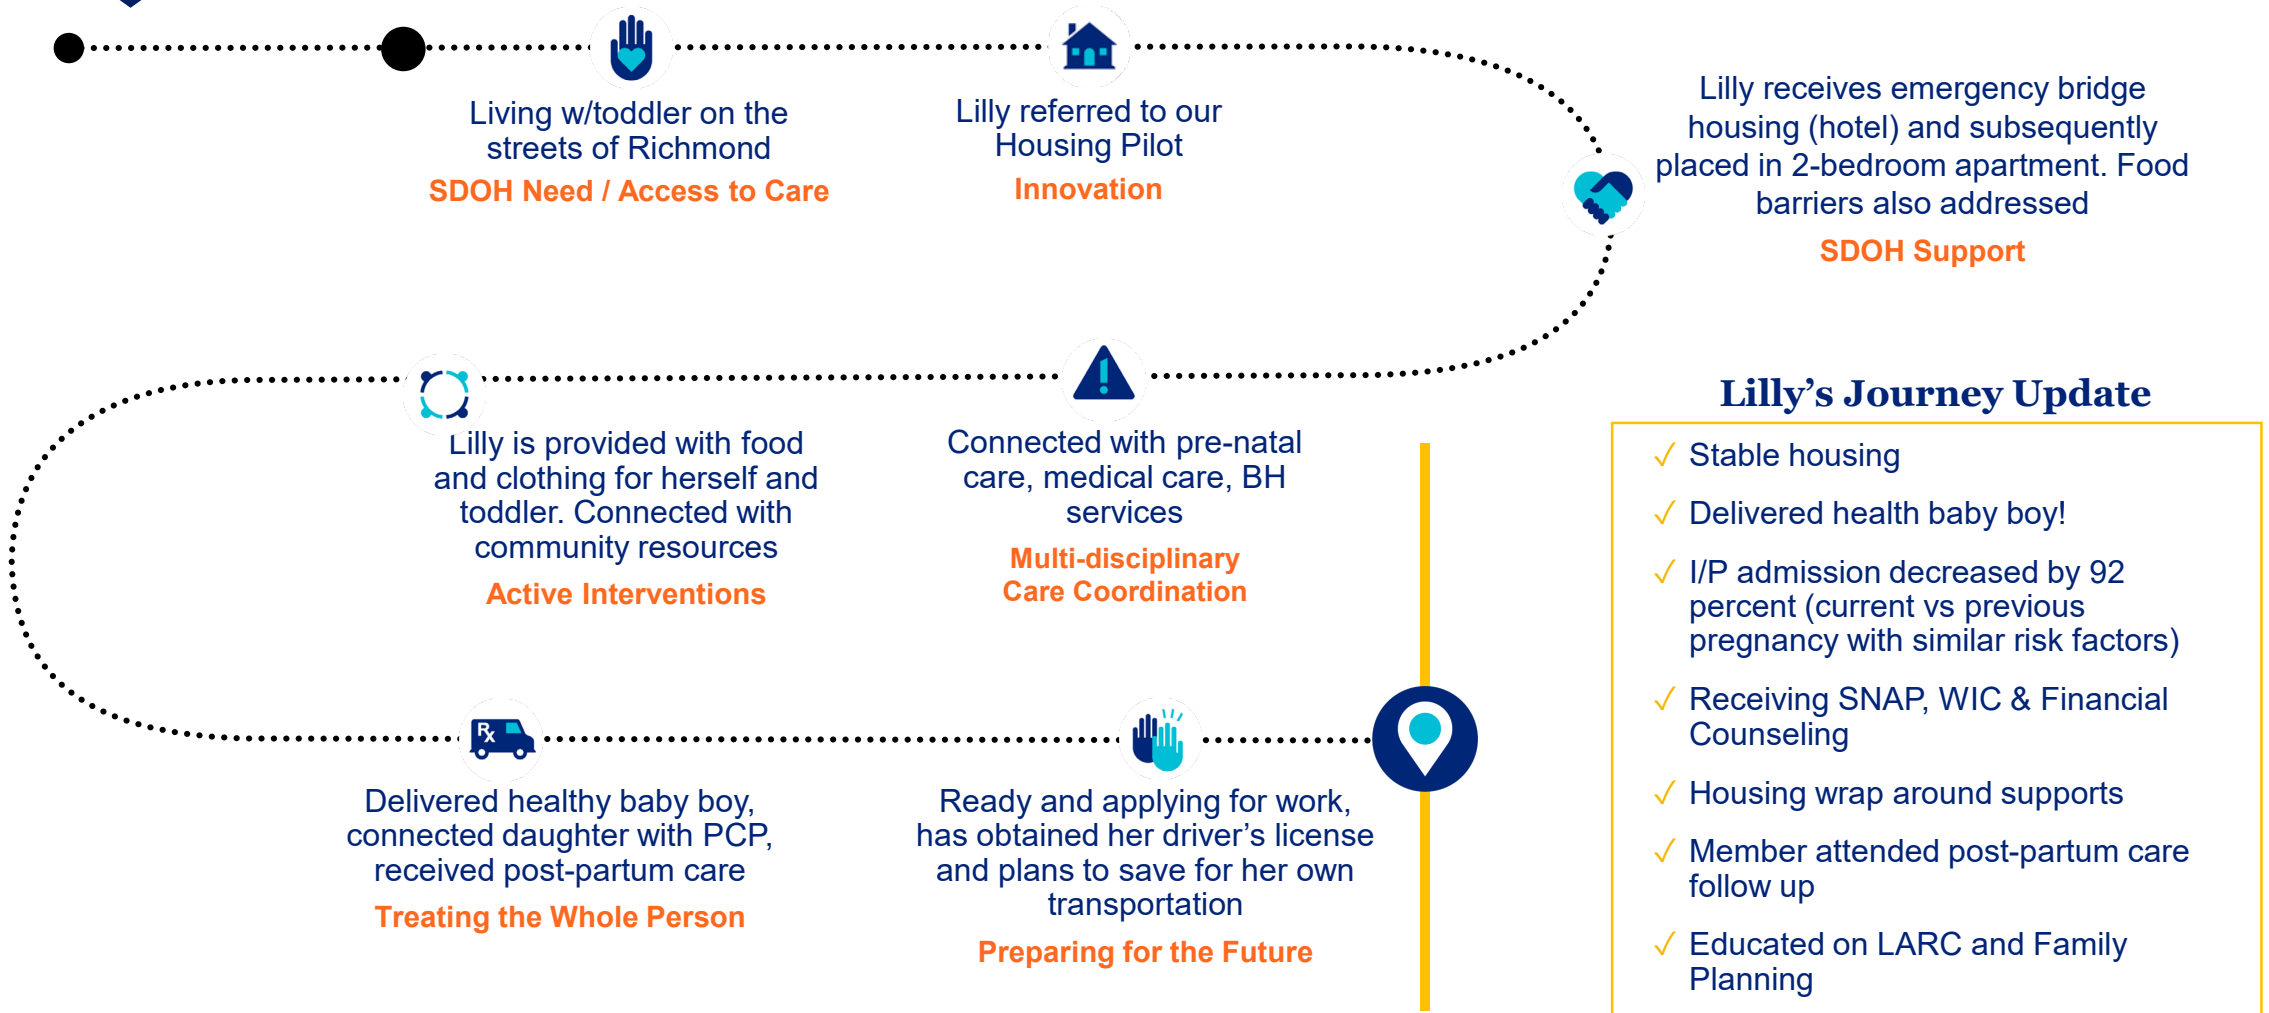 Living w/toddler on the
streets of Richmond
SDOH Need / Access to Care
Lilly referred to our
Housing Pilot
Innovation
Lilly receives emergency bridge
housing (hotel) and subsequently
placed in 2-bedroom apartment. Food
barriers also addressed
SDOH Support
Connected with pre-natal
care, medical care, BH
services
Multi-disciplinary
Care Coordination
Lilly is provided with food
and clothing for herself and
toddler. Connected with
community resources
Active Interventions
Rx
Delivered healthy baby boy,
connected daughter with PCP,
received post-partum care
Treating the Whole Person
Ready and applying for work,
has obtained her driver’s license
and plans to save for her own
transportation
Preparing for the Future
Lilly’s Journey Update
✓ Stable housing
✓ Delivered health baby boy!
✓ I/P admission decreased by 92
percent (current vs previous
pregnancy with similar risk factors)
✓ Receiving SNAP, WIC & Financial
Counseling
✓ Housing wrap around supports
✓ Member attended post-partum care
follow up
✓ Educated on LARC and Family
Planning